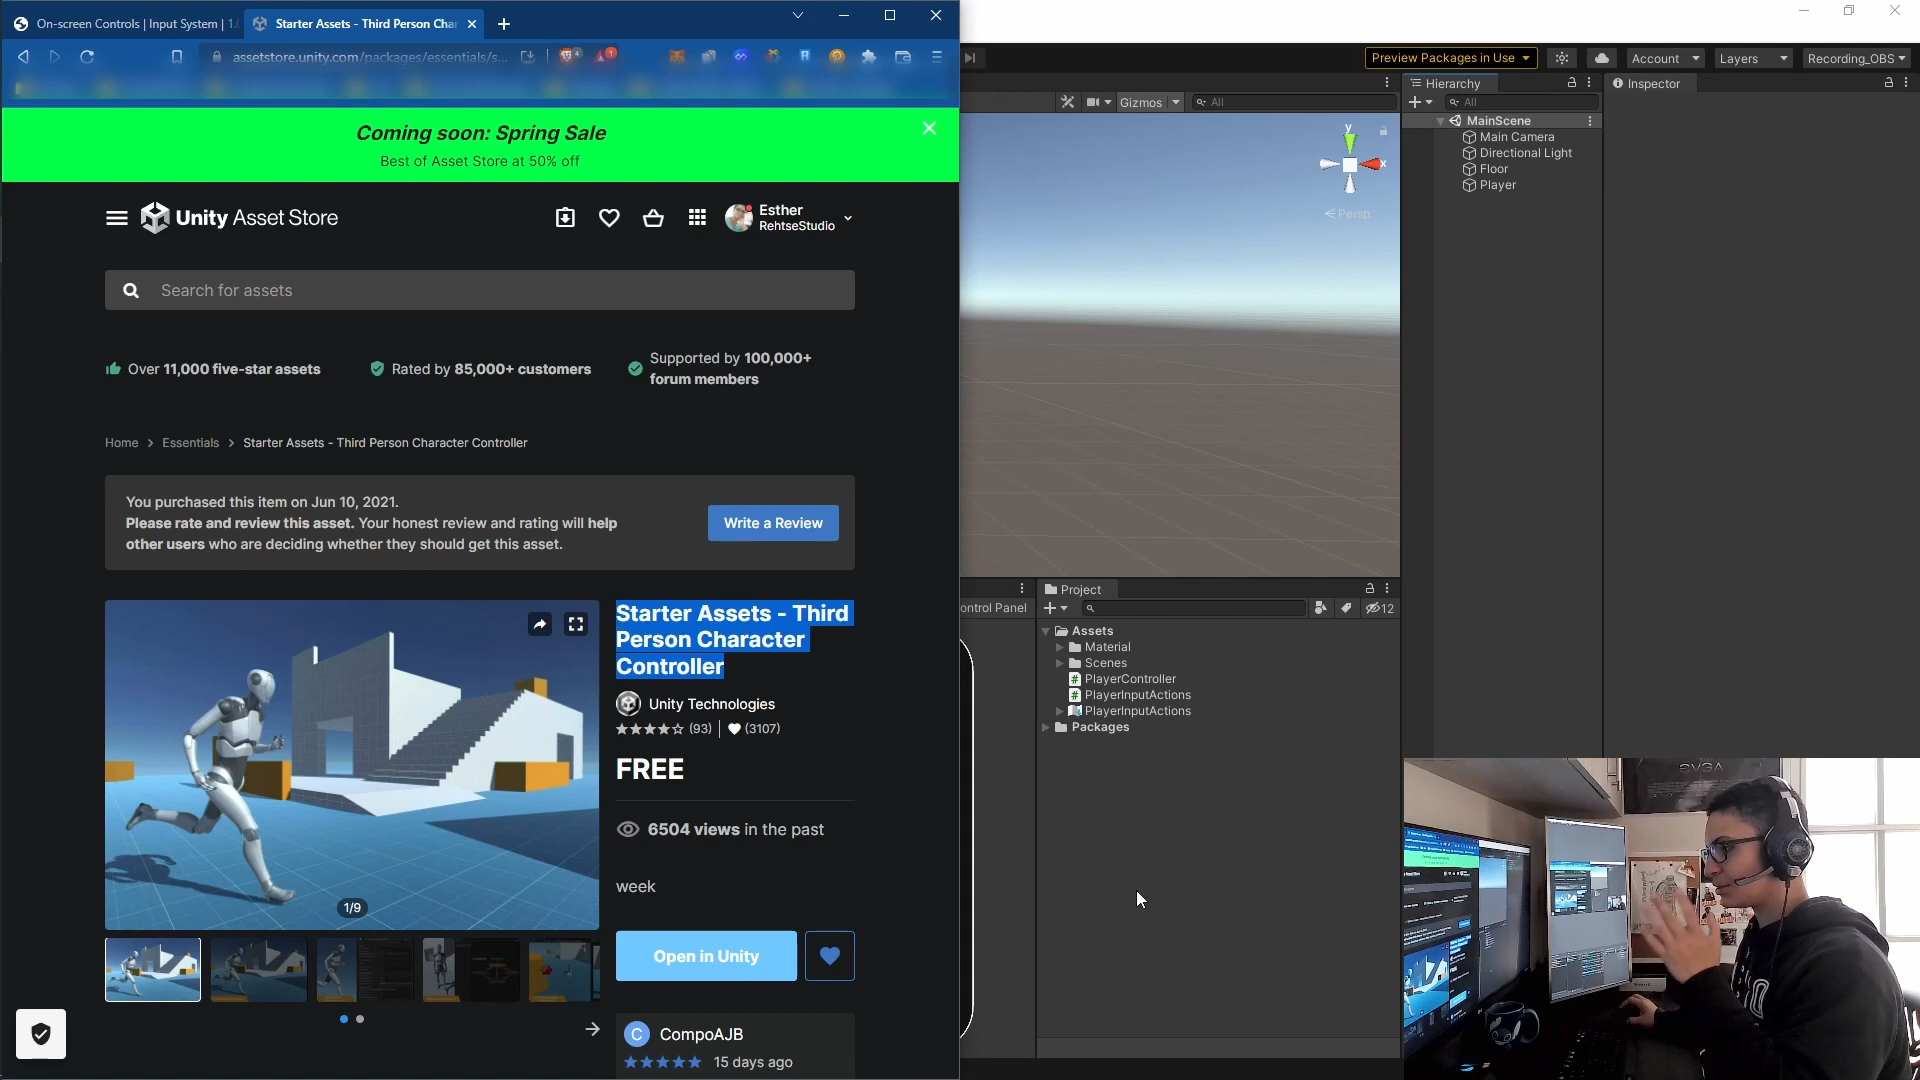 On-screen Controls | Input System | 1.
Starter Assets - Third Person Cha
assetstore.unity.com/packages/essentials/s...
4
1
Coming soon: Spring Sale
Best of Asset Store at 50% off
Unity Asset Store
Esther
RehtseStudio
Search for assets
Over 11,000 five-star assets
Rated by 85,000+ customers
Supported by 100,000+
forum members
Home > Essentials > Starter Assets - Third Person Character Controller
You purchased this item on Jun 10, 2021.
Please rate and review this asset. Your honest review and rating will help
other users who are deciding whether they should get this asset.
Write a Review
1/9
Starter Assets - Third
Person Character
Controller
Unity Technologies
(93) | (3107)
FREE
6504 views in the past
week
Open in Unity
C CompoAJB
15 days ago
Preview Packages in Use
Account
Layers
Recording_OBS
Gizmos
All
y
x
Persp
Hierarchy
All
MainScene
Main Camera
Directional Light
Floor
Player
Inspector
ontrol Panel
Project
12
Assets
Material
Scenes
PlayerController
PlayerInputActions
PlayerInputActions
Packages
EVGA